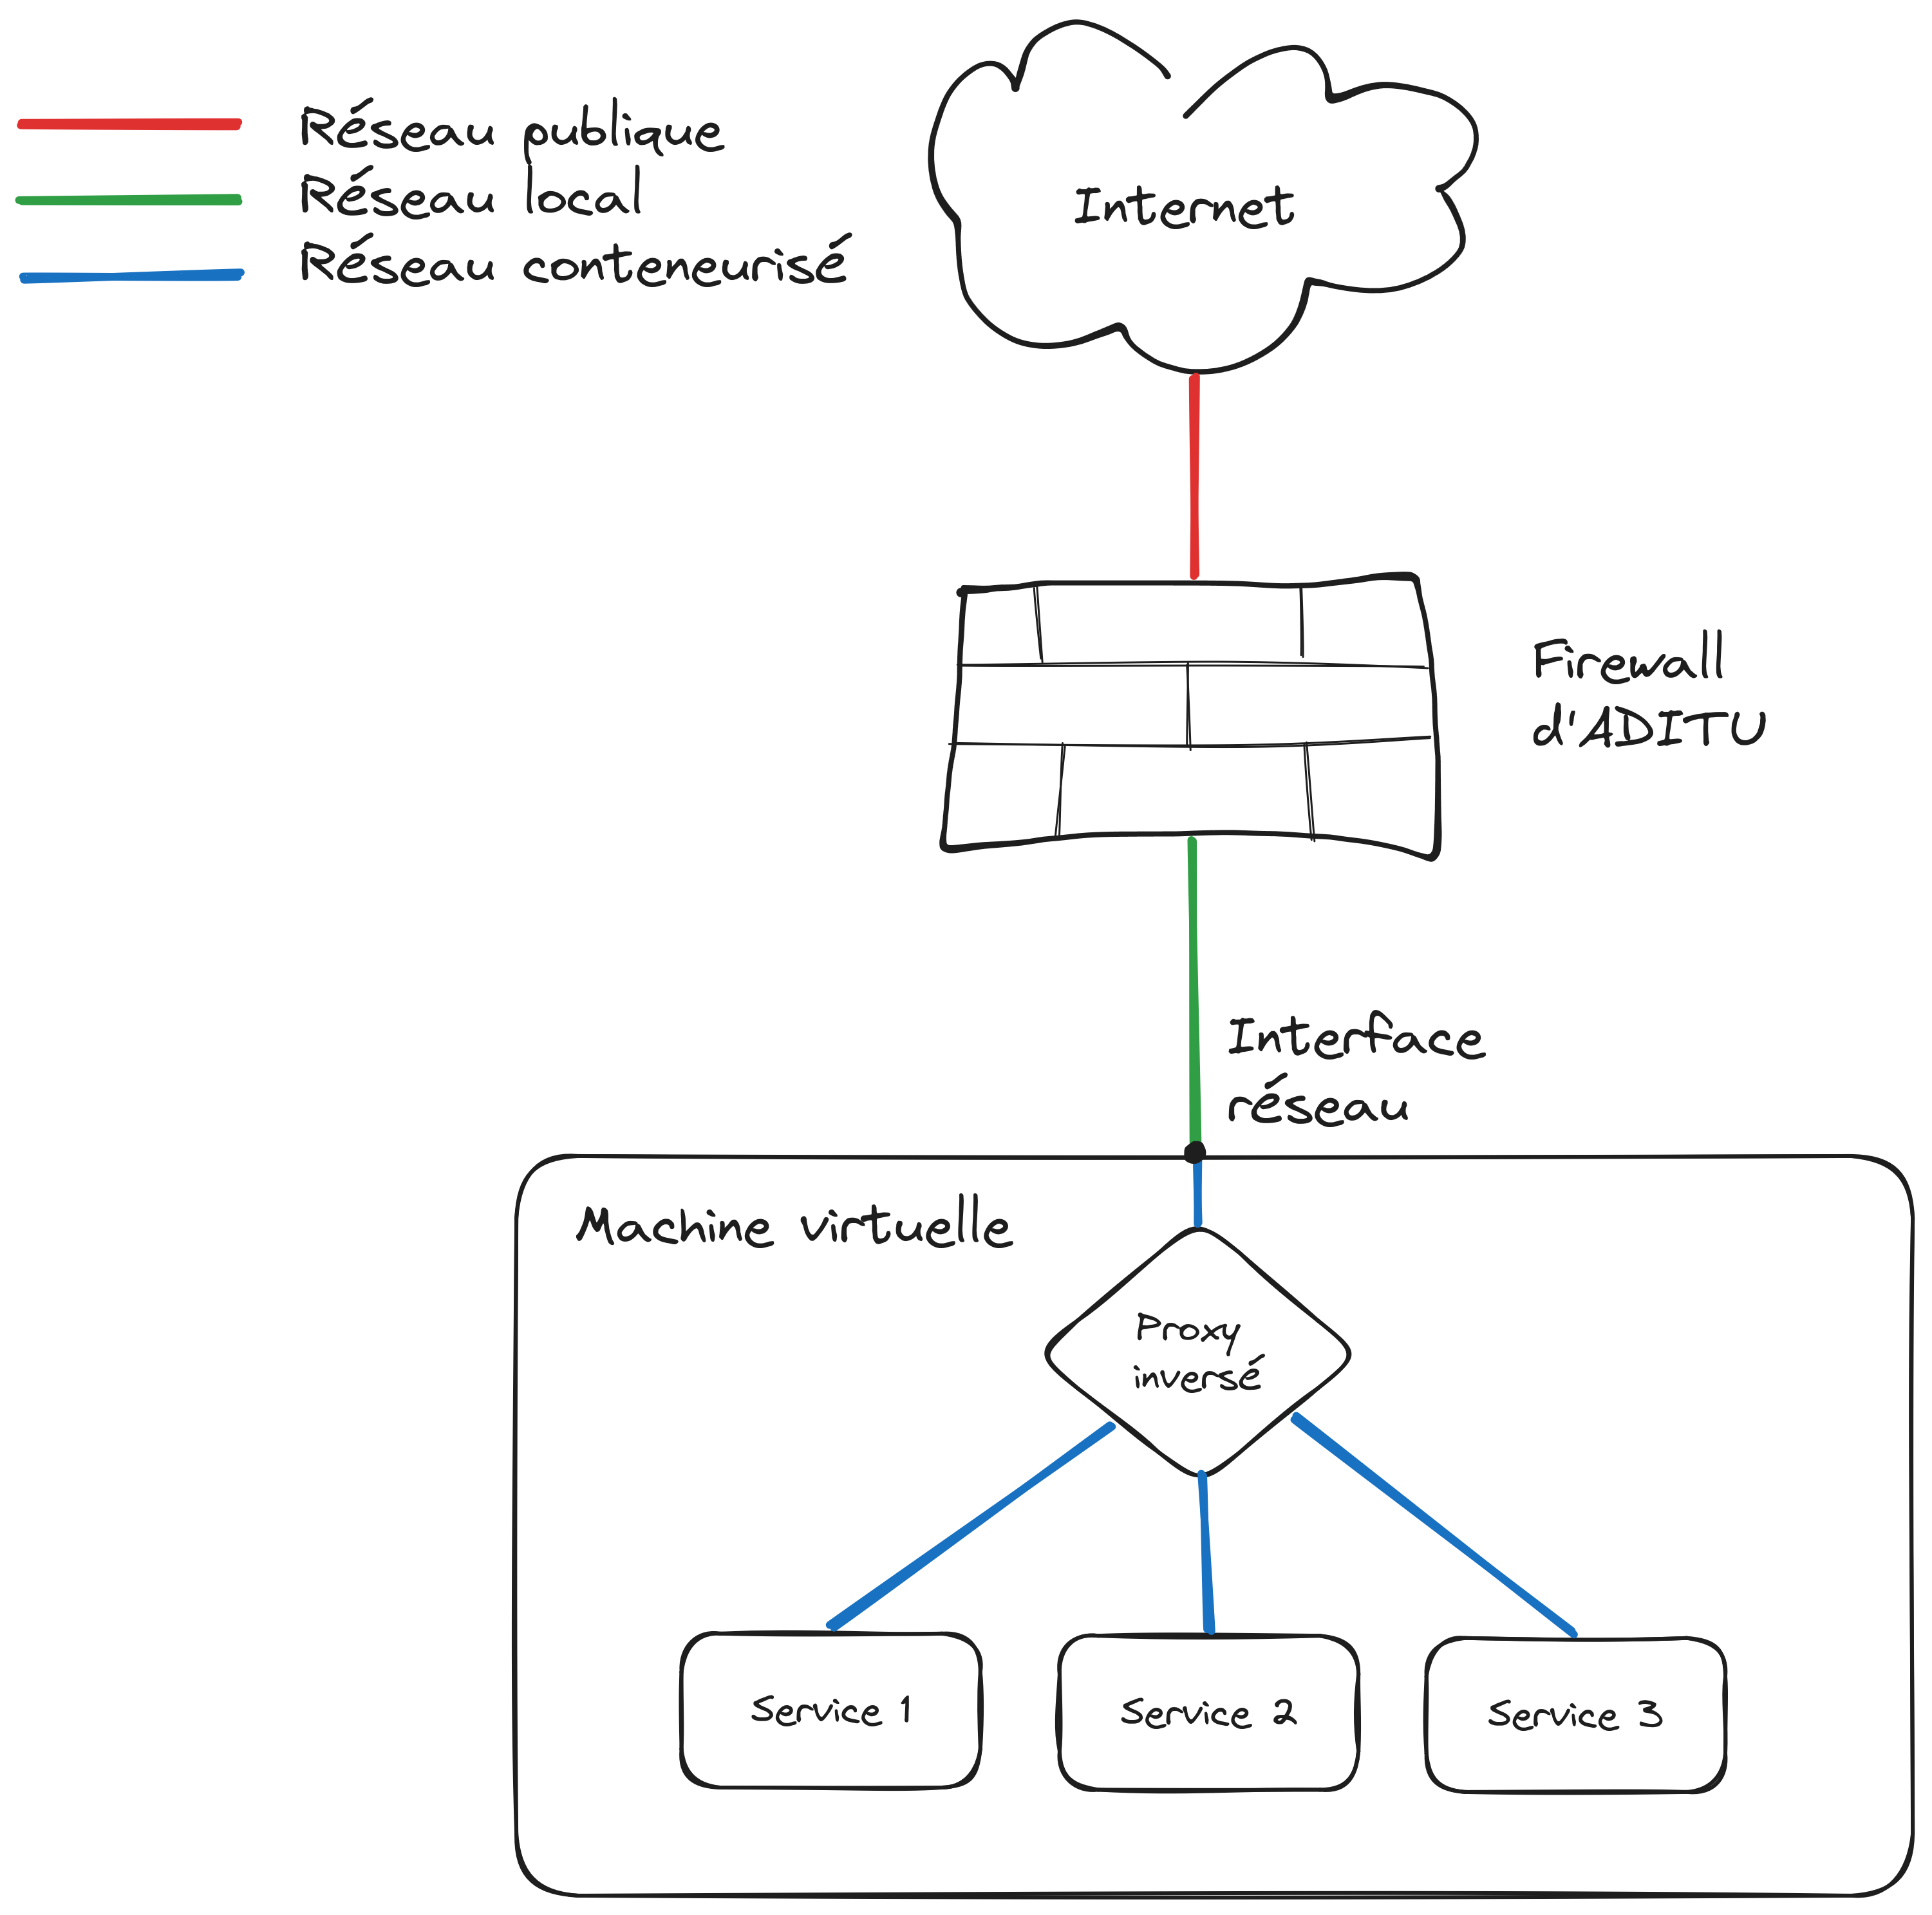 Réseau publique
Réseau local
Réseau conteneurisé
Internet
Firewall
d'ADITU
Interface
réseau
Machine virtuelle
Proxy
inversé
Service 1
Service 2
Service 3